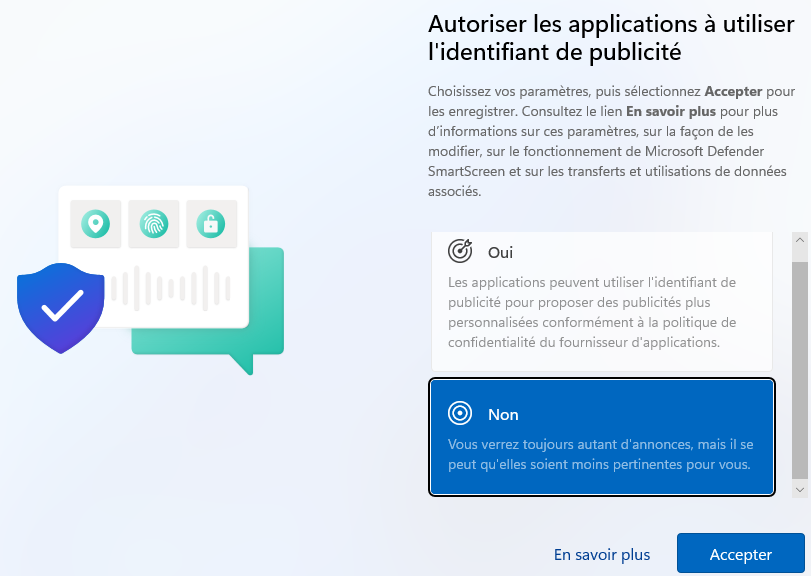 Autoriser les applications à utiliser
l'identifiant de publicité
Choisissez vos paramètres, puis sélectionnez Accepter pour
les enregistrer. Consultez le lien En savoir plus pour plus
d’informations sur ces paramètres, sur la façon de les
modifier, sur le fonctionnement de Microsoft Defender
SmartScreen et sur les transferts et utilisations de données
associés.
Oui
Les applications peuvent utiliser l'identifiant de
publicité pour proposer des publicités plus
personnalisées conformément à la politique de
confidentialité du fournisseur d'applications.
Non
Vous verrez toujours autant d'annonces, mais il se
peut qu'elles soient moins pertinentes pour vous.
En savoir plus
Accepter